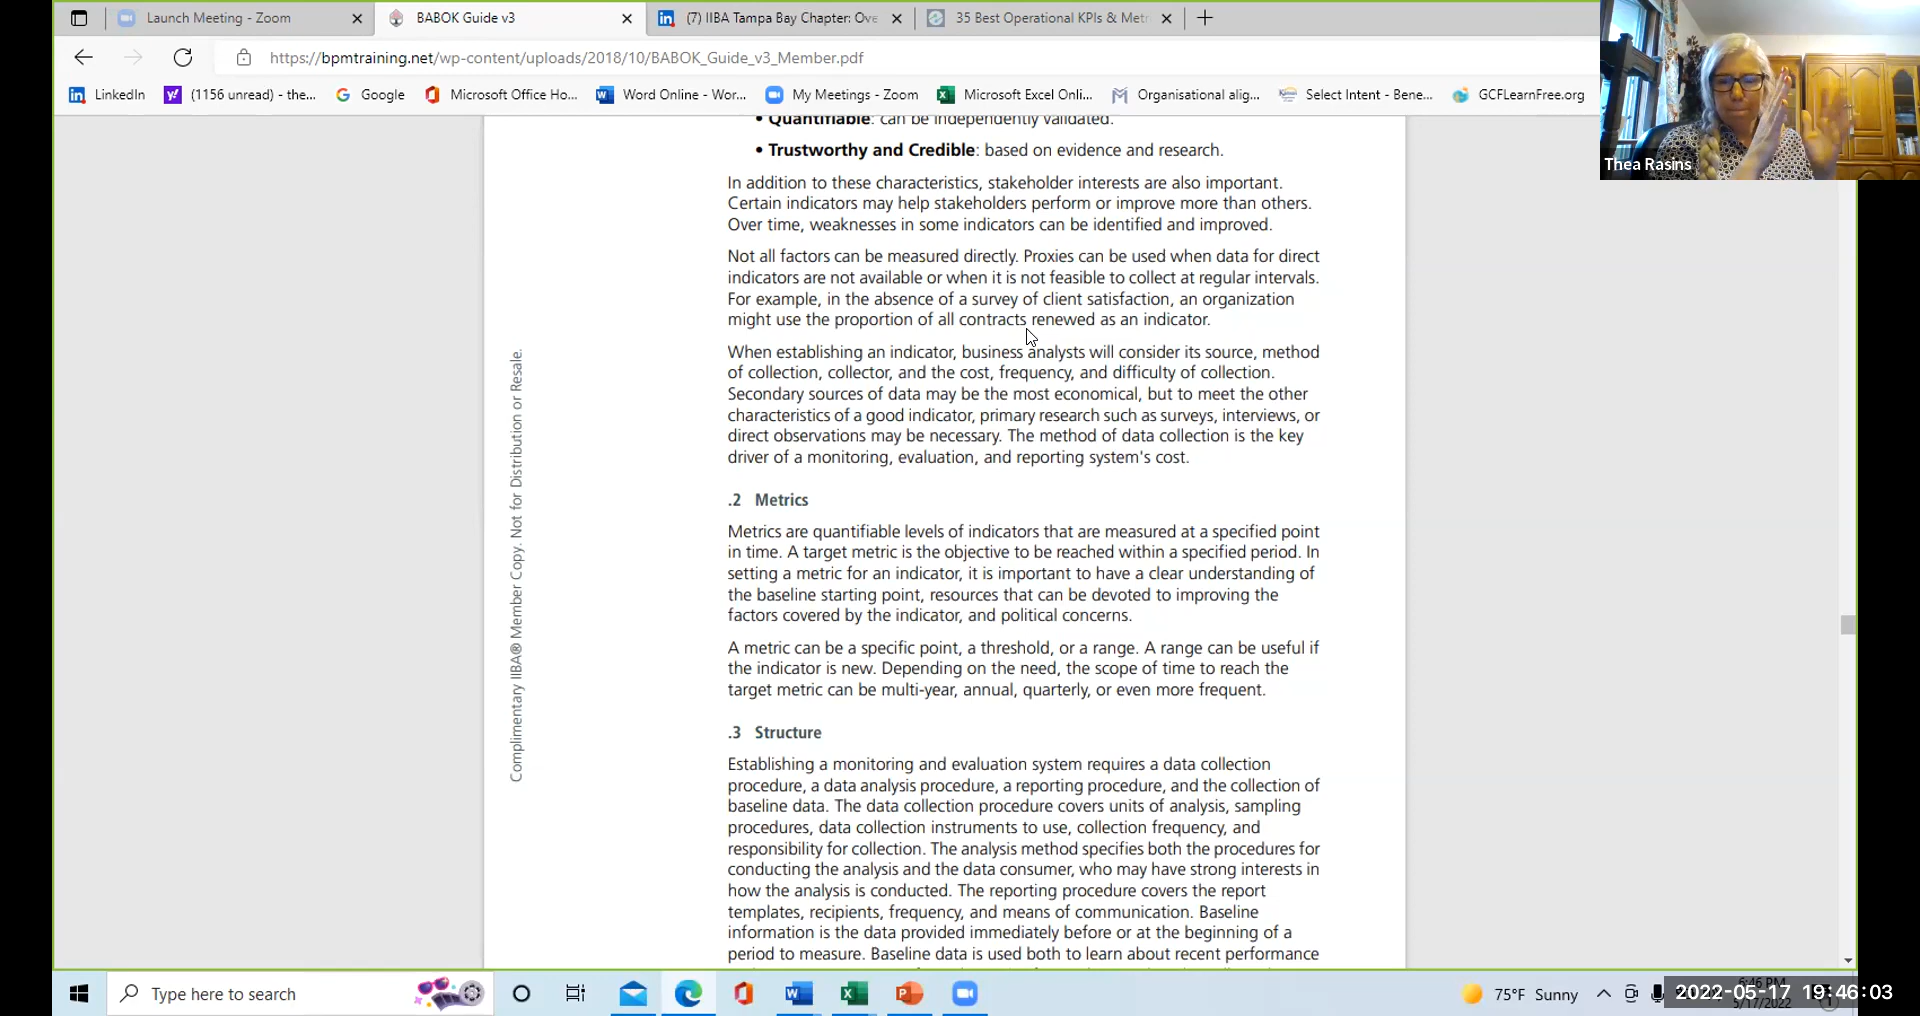 Launch Meeting - Zoom
BABOK Guide v3
(7) IIBA Tampa Bay Chapter: Ove
35 Best Operational KPIs & Metr
https://bpmtraining.net/wp-content/uploads/2018/10/BABOK_Guide_v3_Member.pdf
LinkedIn
(1156 unread) - the...
Google
Microsoft Office Ho...
Word Online - Wor...
My Meetings - Zoom
Microsoft Excel Onli...
Organisational alig...
Select Intent - Bene...
GCFLearnFree.org
Thea Rasins
• Quantifiable: can be independently validated.
• Trustworthy and Credible: based on evidence and research.
In addition to these characteristics, stakeholder interests are also important.
Certain indicators may help stakeholders perform or improve more than others.
Over time, weaknesses in some indicators can be identified and improved.
Not all factors can be measured directly. Proxies can be used when data for direct
indicators are not available or when it is not feasible to collect at regular intervals.
For example, in the absence of a survey of client satisfaction, an organization
might use the proportion of all contracts renewed as an indicator.
When establishing an indicator, business analysts will consider its source, method
of collection, collector, and the cost, frequency, and difficulty of collection.
Secondary sources of data may be the most economical, but to meet the other
characteristics of a good indicator, primary research such as surveys, interviews, or
direct observations may be necessary. The method of data collection is the key
driver of a monitoring, evaluation, and reporting system's cost.
.2 Metrics
Metrics are quantifiable levels of indicators that are measured at a specified point
in time. A target metric is the objective to be reached within a specified period. In
setting a metric for an indicator, it is important to have a clear understanding of
the baseline starting point, resources that can be devoted to improving the
factors covered by the indicator, and political concerns.
A metric can be a specific point, a threshold, or a range. A range can be useful if
the indicator is new. Depending on the need, the scope of time to reach the
target metric can be multi-year, annual, quarterly, or even more frequent.
.3 Structure
Establishing a monitoring and evaluation system requires a data collection
procedure, a data analysis procedure, a reporting procedure, and the collection of
baseline data. The data collection procedure covers units of analysis, sampling
procedures, data collection instruments to use, collection frequency, and
responsibility for collection. The analysis method specifies both the procedures for
conducting the analysis and the data consumer, who may have strong interests in
how the analysis is conducted. The reporting procedure covers the report
templates, recipients, frequency, and means of communication. Baseline
information is the data provided immediately before or at the beginning of a
period to measure. Baseline data is used both to learn about recent performance
Complimentary IIBA® Member Copy. Not for Distribution or Resale.
Type here to search
75°F Sunny
6:46 PM
5/17/2022
2022-05-17 19:46:03